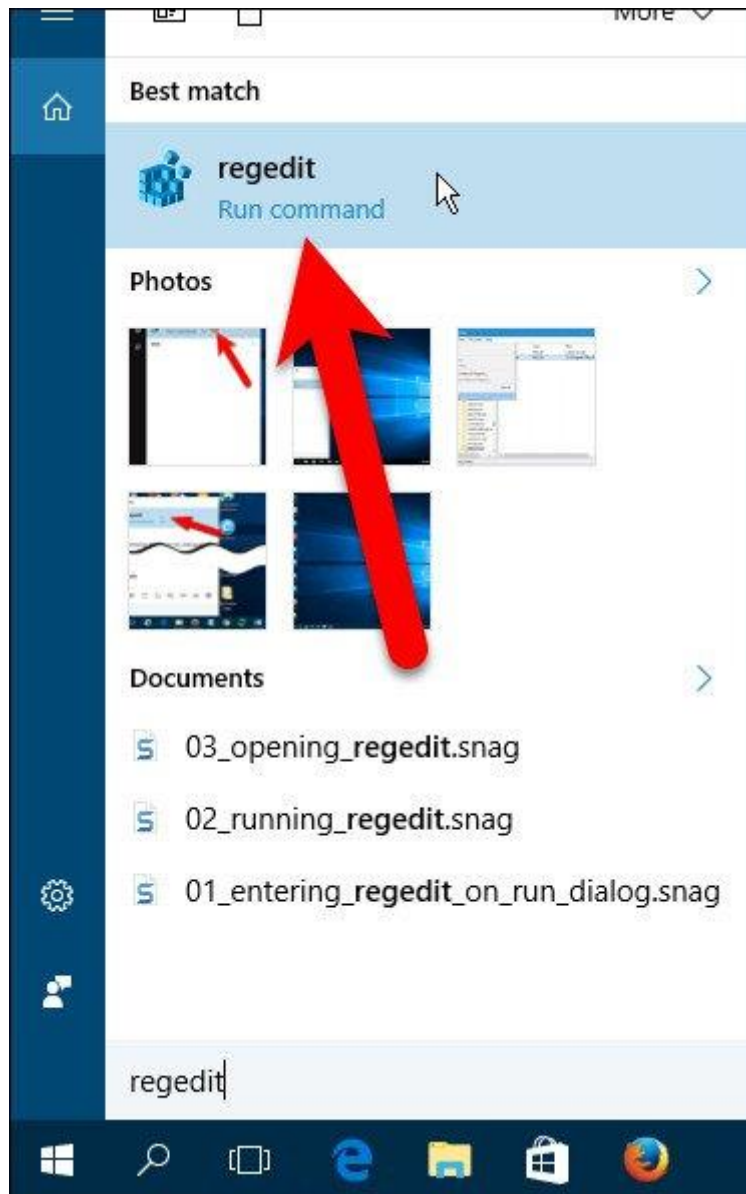 More
Best match
regedit
Run command
Photos
Documents
03_opening_regedit.snag
02_running_regedit.snag
01_entering_regedit_on_run_dialog.snag
regedit